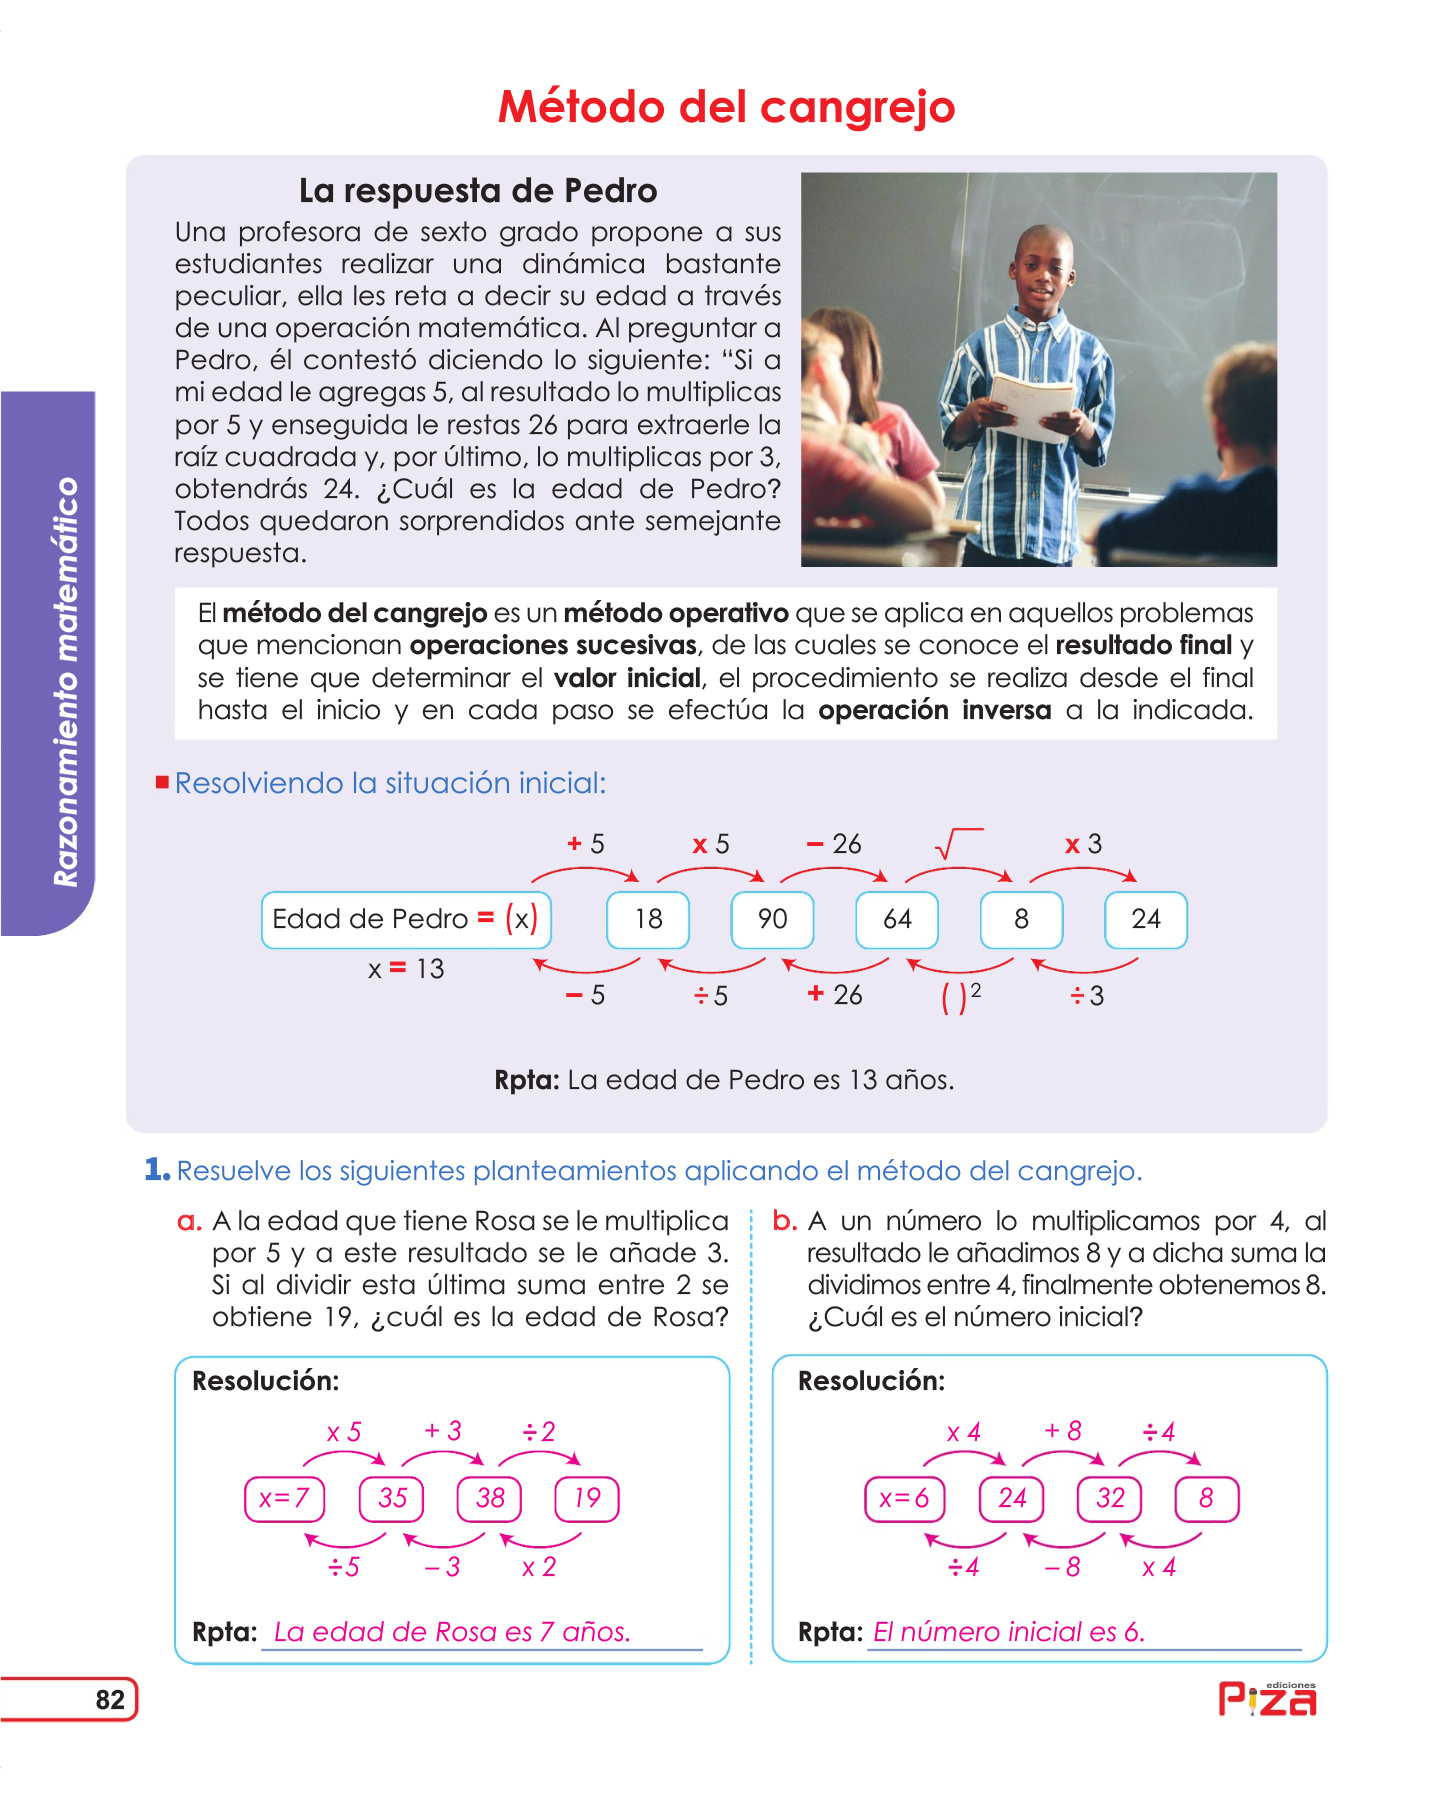 Método del cangrejo
La respuesta de Pedro
Una profesora de sexto grado propone a sus
estudiantes realizar una dinámica bastante
peculiar, ella les reta a decir su edad a través
de una operación matemática. Al preguntar a
Pedro, él contestó diciendo lo siguiente: “Si a
mi edad le agregas 5, al resultado lo multiplicas
por 5 y enseguida le restas 26 para extraerle la
raíz cuadrada y, por último, lo multiplicas por 3,
obtendrás 24. ¿Cuál es la edad de Pedro?
Todos quedaron sorprendidos ante semejante
respuesta.
El método del cangrejo es un método operativo que se aplica en aquellos problemas
que mencionan operaciones sucesivas, de las cuales se conoce el resultado final y
se tiene que determinar el valor inicial, el procedimiento se realiza desde el final
hasta el inicio y en cada paso se efectúa la operación inversa a la indicada.
Razonamiento matemático
Resolviendo la situación inicial:
+ 5 x 5 – 26 √ x 3
Edad de Pedro = (x) 18 90 64 8 24
x = 13
– 5 ÷ 5 + 26 ( )² ÷ 3
Rpta: La edad de Pedro es 13 años.
1. Resuelve los siguientes planteamientos aplicando el método del cangrejo.
a. A la edad que tiene Rosa se le multiplica
por 5 y a este resultado se le añade 3.
Si al dividir esta última suma entre 2 se
obtiene 19, ¿cuál es la edad de Rosa?
Resolución:
x 5 + 3 ÷ 2
x = 7 35 38 19
÷ 5 – 3 x 2
Rpta: La edad de Rosa es 7 años.
b. A un número lo multiplicamos por 4, al
resultado le añadimos 8 y a dicha suma la
dividimos entre 4, finalmente obtenemos 8.
¿Cuál es el número inicial?
Resolución:
x 4 + 8 ÷ 4
x = 6 24 32 8
÷ 4 – 8 x 4
Rpta: El número inicial es 6.
82
ediciones
Piza